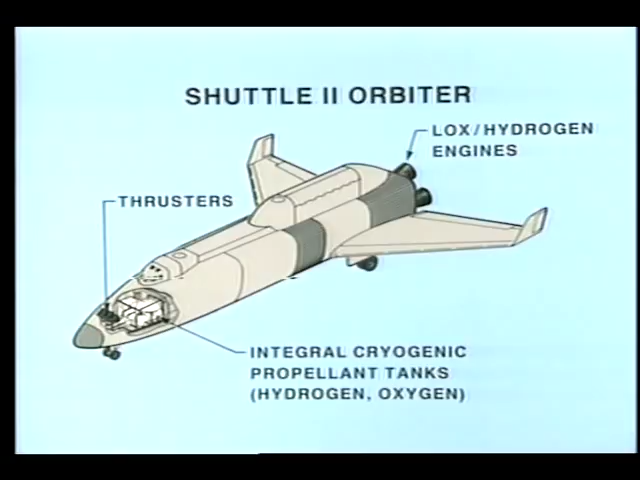 SHUTTLE II ORBITER
LOX/HYDROGEN
ENGINES
THRUSTERS
INTEGRAL CRYOGENIC
PROPELLANT TANKS
(HYDROGEN, OXYGEN)